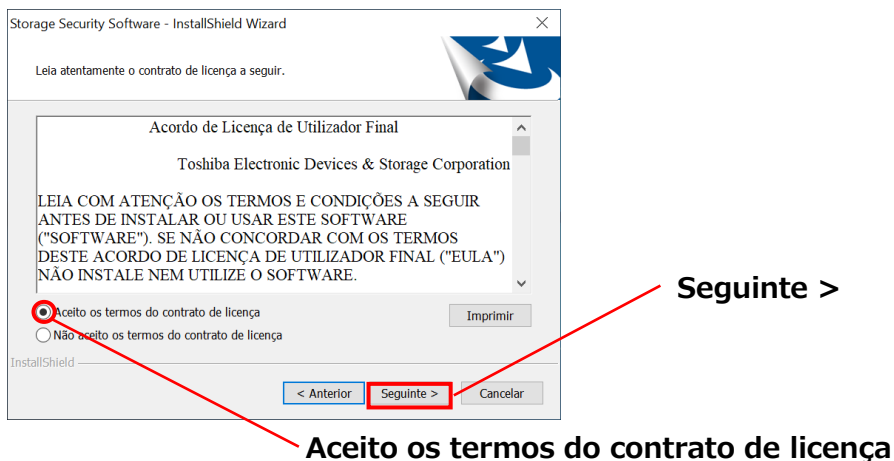 Storage Security Software - InstallShield Wizard
Leia atentamente o contrato de licença a seguir.
Acordo de Licença de Utilizador Final
Toshiba Electronic Devices & Storage Corporation
LEIA COM ATENÇÃO OS TERMOS E CONDIÇÕES A SEGUIR
ANTES DE INSTALAR OU USAR ESTE SOFTWARE
("SOFTWARE"). SE NÃO CONCORDAR COM OS TERMOS
DESTE ACORDO DE LICENÇA DE UTILIZADOR FINAL ("EULA")
NÃO INSTALE NEM UTILIZE O SOFTWARE.
Seguinte >
Aceito os termos do contrato de licença
Imprimir
Não aceito os termos do contrato de licença
InstallShield
< Anterior
Seguinte >
Cancelar
Aceito os termos do contrato de licença